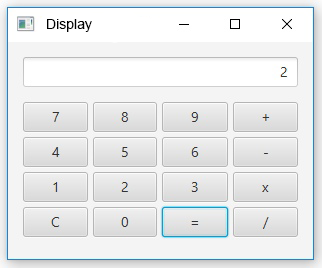 Display
2
7 8 9 +
4 5 6 -
1 2 3 x
C 0 = /